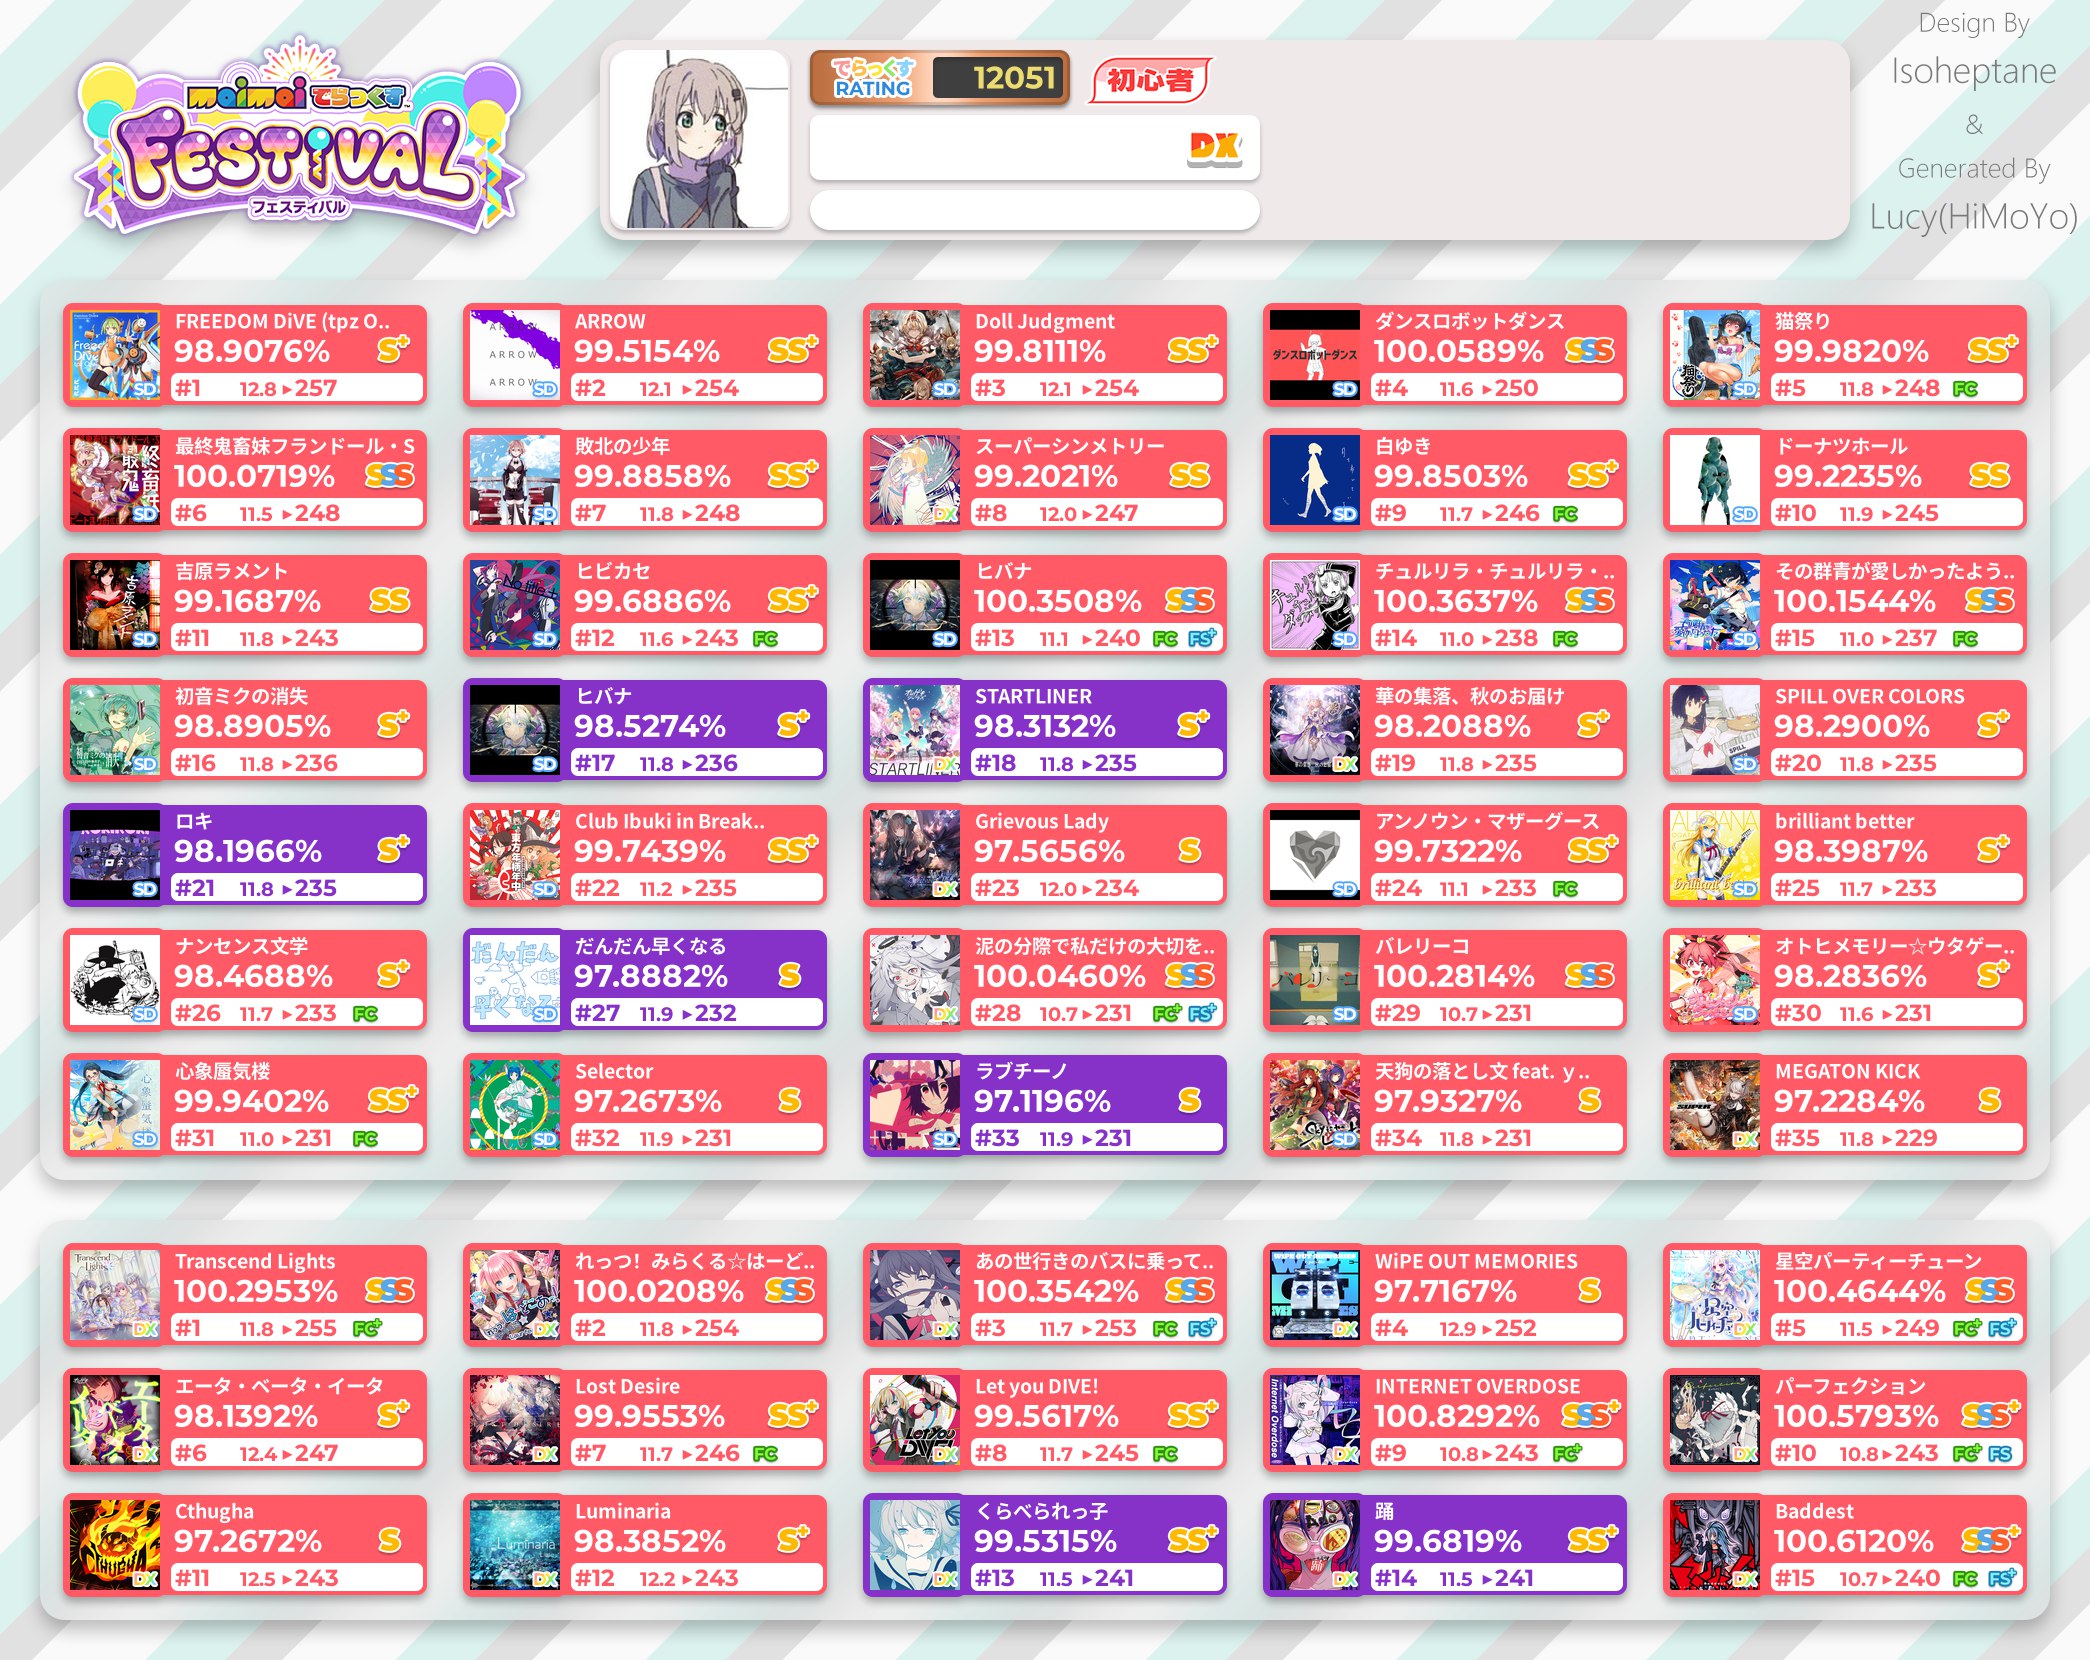 Design By
Isoheptane
&
Generated By
Lucy(HiMoYo)
maimai でらっくす
FESTiVAL
フェスティバル
でらっくす
RATING
12051
初心者
DX
FREEDOM DiVE (tpz O..
98.9076% S+
#1 12.8 ▸257
SD
ARROW
99.5154% SS+
#2 12.1 ▸254
SD
Doll Judgment
99.8111% SS+
#3 12.1 ▸254
SD
ダンスロボットダンス
100.0589% SSS
#4 11.6 ▸250
SD
猫祭り
99.9820% SS+
#5 11.8 ▸248 FC
SD
最終鬼畜妹フランドール・S
100.0719% SSS
#6 11.5 ▸248
SD
敗北の少年
99.8858% SS+
#7 11.8 ▸248
SD
スーパーシンメトリー
99.2021% SS
#8 12.0 ▸247
DX
白ゆき
99.8503% SS+
#9 11.7 ▸246 FC
SD
ドーナツホール
99.2235% SS
#10 11.9 ▸245
SD
吉原ラメント
99.1687% SS
#11 11.8 ▸243
SD
ヒビカセ
99.6886% SS+
#12 11.6 ▸243 FC
SD
ヒバナ
100.3508% SSS
#13 11.1 ▸240 FC FS+
SD
チュルリラ・チュルリラ・..
100.3637% SSS
#14 11.0 ▸238 FC
SD
その群青が愛しかったよう..
100.1544% SSS
#15 11.0 ▸237 FC
SD
初音ミクの消失
98.8905% S+
#16 11.8 ▸236
SD
ヒバナ
98.5274% S+
#17 11.8 ▸236
SD
STARTLINER
98.3132% S+
#18 11.8 ▸235
DX
華の集落、秋のお届け
98.2088% S+
#19 11.8 ▸235
DX
SPILL OVER COLORS
98.2900% S+
#20 11.8 ▸235
SD
ロキ
98.1966% S+
#21 11.8 ▸235
SD
Club Ibuki in Break..
99.7439% SS+
#22 11.2 ▸235
SD
Grievous Lady
97.5656% S
#23 12.0 ▸234
DX
アンノウン・マザーグース
99.7322% SS+
#24 11.1 ▸233 FC
SD
brilliant better
98.3987% S+
#25 11.7 ▸233
SD
ナンセンス文学
98.4688% S+
#26 11.7 ▸233 FC
SD
だんだん早くなる
97.8882% S
#27 11.9 ▸232
SD
泥の分際で私だけの大切を..
100.0460% SSS
#28 10.7 ▸231 FC+ FS+
DX
バレリーコ
100.2814% SSS
#29 10.7 ▸231
SD
オトヒメモリー☆ウタゲー..
98.2836% S+
#30 11.6 ▸231
SD
心象蜃気楼
99.9402% SS+
#31 11.0 ▸231 FC
SD
Selector
97.2673% S
#32 11.9 ▸231
SD
ラブチーノ
97.1196% S
#33 11.9 ▸231
SD
天狗の落とし文 feat. ｙ..
97.9327% S
#34 11.8 ▸231
SD
MEGATON KICK
97.2284% S
#35 11.8 ▸229
DX
Transcend Lights
100.2953% SSS
#1 11.8 ▸255 FC+
DX
れっつ！みらくる☆はーど..
100.0208% SSS
#2 11.8 ▸254
DX
あの世行きのバスに乗って..
100.3542% SSS
#3 11.7 ▸253 FC FS+
DX
WiPE OUT MEMORIES
97.7167% S
#4 12.9 ▸252
DX
星空パーティーチューン
100.4644% SSS
#5 11.5 ▸249 FC+ FS+
DX
エータ・ベータ・イータ
98.1392% S+
#6 12.4 ▸247
DX
Lost Desire
99.9553% SS+
#7 11.7 ▸246 FC
DX
Let you DIVE!
99.5617% SS+
#8 11.7 ▸245 FC
DX
INTERNET OVERDOSE
100.8292% SSS+
#9 10.8 ▸243 FC+
DX
パーフェクション
100.5793% SSS+
#10 10.8 ▸243 FC+ FS
DX
Cthugha
97.2672% S
#11 12.5 ▸243
DX
Luminaria
98.3852% S+
#12 12.2 ▸243
DX
くらべられっ子
99.5315% SS+
#13 11.5 ▸241
DX
踊
99.6819% SS+
#14 11.5 ▸241
DX
Baddest
100.6120% SSS+
#15 10.7 ▸240 FC FS+
DX